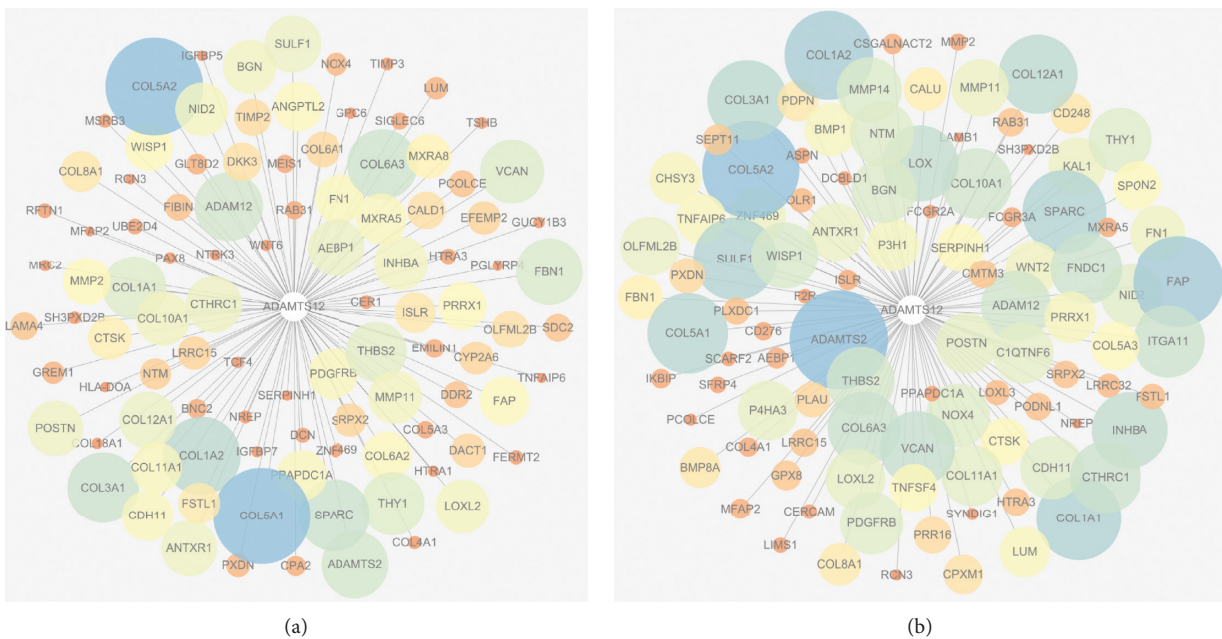 SULF1
IGFBP5
BGN
NCX4
TIMP3
COL5A2
LUM
NID2
ANGPTL2
TIMP2
GPC6
SIGLEC6
TSHB
MSRB3
WISP1
COL6A1
COL6A3
MXRA8
GLT8D2
DKK3
MEIS1
VCAN
COL8A1
RCN3
PCOLCE
FN1
ADAM12
FIBIN
RAB31
MXRA5
CALD1
EFEMP2
RFTN1
GUCY1B3
UBE2D4
MFAP2
WNT6
AEBP1
NTRK3
HTRA3
PAX8
INHBA
PGLYRP4
MRC2
FBN1
MMP2
COL1A1
CER1
CTHRC1
ADAMTS12
PRRX1
ISLR
SH3PXD2B
COL10A1
LAMA4
OLFML2B
SDC2
CTSK
EMILIN1
THBS2
LRRC15
CYP2A6
TCF4
GREM1
NTM
TNFAIP6
HLA-DOA
PDGFRB
DDR2
SERPINH1
MMP11
FAP
BNC2
POSTN
NREP
COL12A1
SRPX2
DCN
COL5A3
COL18A1
IGFBP7
ZNF469
COL1A2
DACT1
COL6A2
FERMT2
COL11A1
PPAPDC1A
HTRA1
COL3A1
FSTL1
THY1
LOXL2
CDH11
COL5A1
SPARC
COL4A1
ANTXR1
PXDN
CPA2
ADAMTS2
(a)
CSGALNACT2
MMP2
COL1A2
COL12A1
CALU
MMP14
MMP11
COL3A1
PDPN
RAB31
CD248
BMP1
NTM
LAMB1
SEPT11
THY1
SH3PXD2B
ASPN
LOX
KAL1
COL5A2
DCBLD1
COL10A1
SPON2
CHSY3
BGN
OLR1
FCGR2A
FCGR3A
SPARC
TNFAIP6
ZNF469
MXRA5
ANTXR1
FN1
OLFML2B
P3H1
SERPINH1
WISP1
SULF1
FNDC1
WNT2
PXDN
CMTM3
ISLR
NID2
FAP
FBN1
F2R
ADAM12
PLXDC1
ADAMTS12
PRRX1
COL5A1
CD276
ITGA11
ADAMTS2
COL5A3
POSTN
C1QTNF6
SCARF2
AEBP1
IKBIP
SRPX2
SFRP4
THBS2
LRRC32
PPAPDC1A
LOXL3
FSTL1
PLAU
PODNL1
P4HA3
NOX4
PCOLCE
NREP
COL6A3
INHBA
COL4A1
LRRC15
VCAN
CTSK
BMP8A
CDH11
GPX8
LOXL2
COL11A1
CTHRC1
TNFSF4
HTRA3
MFAP2
CERCAM
PDGFRB
SYNDIG1
COL1A1
PRR16
LIMS1
LUM
COL8A1
RCN3
CPXM1
(b)